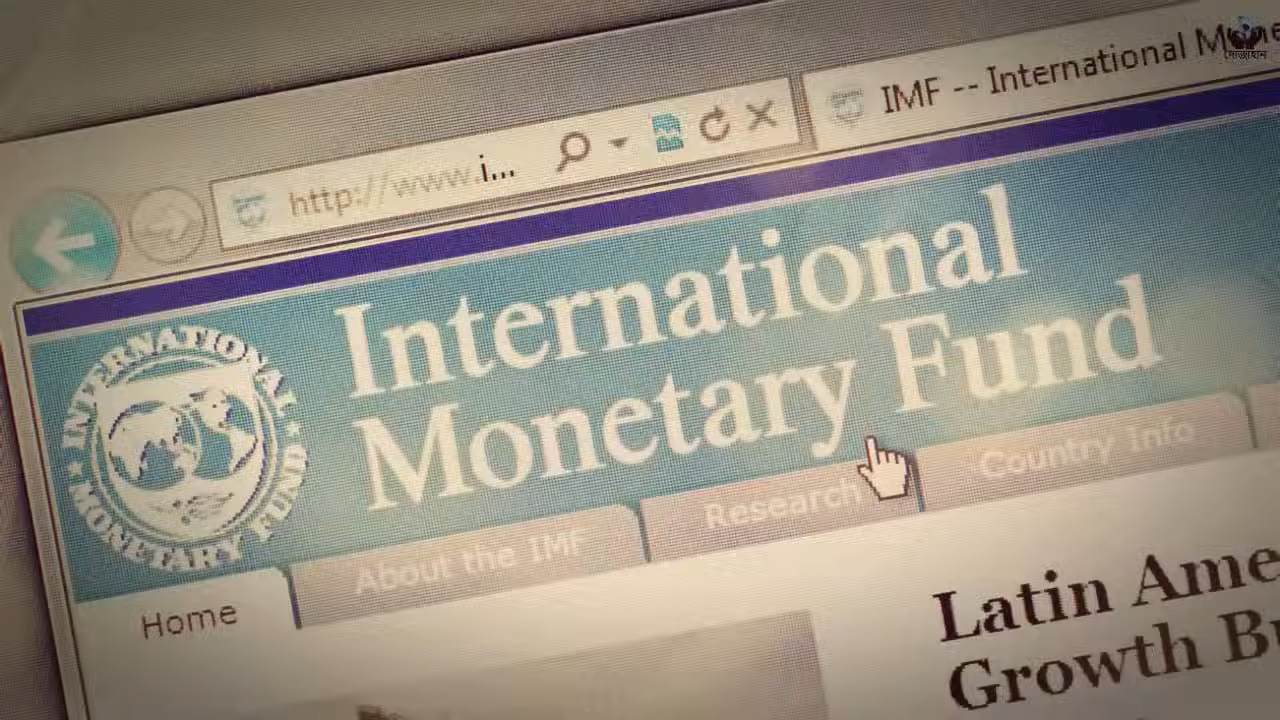 IMF -- International Mone
http://www.i...
INTERNATIONAL MONETARY FUND
International
Monetary Fund
Home
About the IMF
Research
Country Info
Latin Ame
Growth B